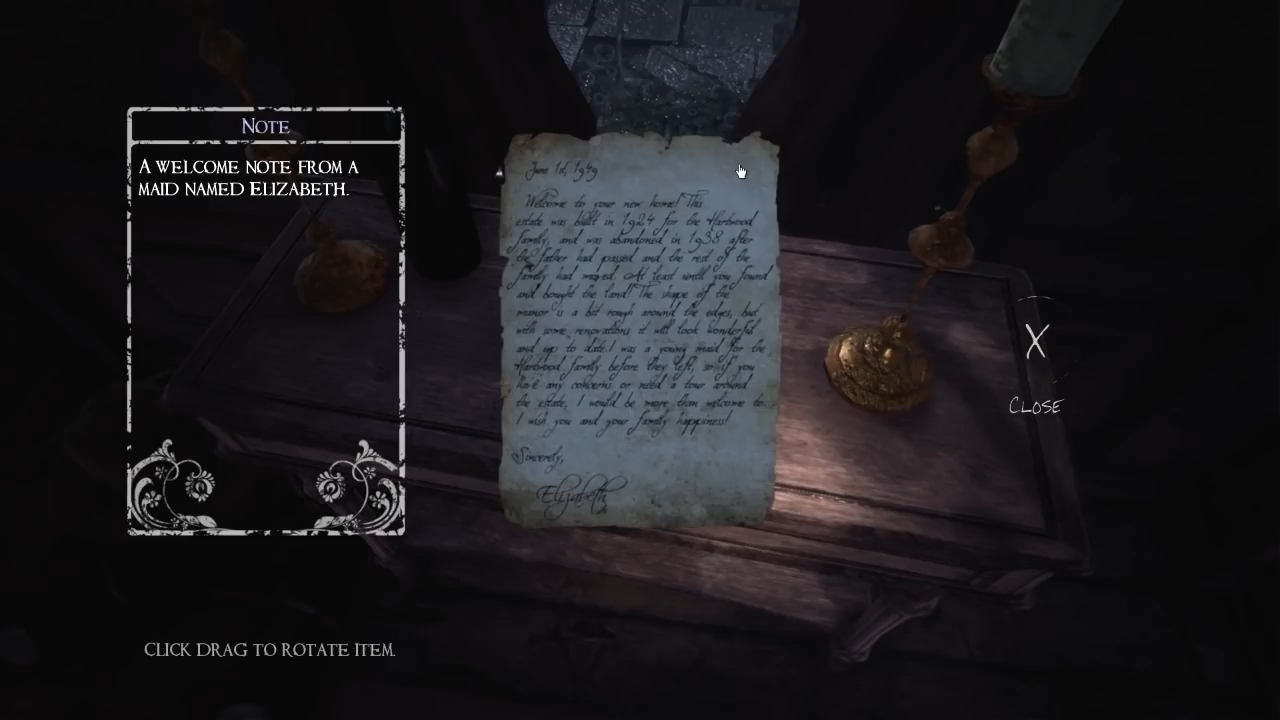 NOTE
A WELCOME NOTE FROM A
MAID NAMED ELIZABETH.
June 1st, 1949
Welcome to your new home! This
estate was built in 1924 for the Hartwood
family, and was abandoned in 1938 after
the father had passed and the rest of the
family had moved. At least until you found
and bought the land! The shape of the
manor is a bit rough around the edges, but
with some renovations it will look wonderful
and up to date! I was a young maid for the
Hartwood family before they left, so if you
have any concerns or need a tour around
the estate, I would be more than welcome to.
I wish you and your family happiness!
Sincerely,
Elizabeth
X
CLOSE
CLICK DRAG TO ROTATE ITEM.